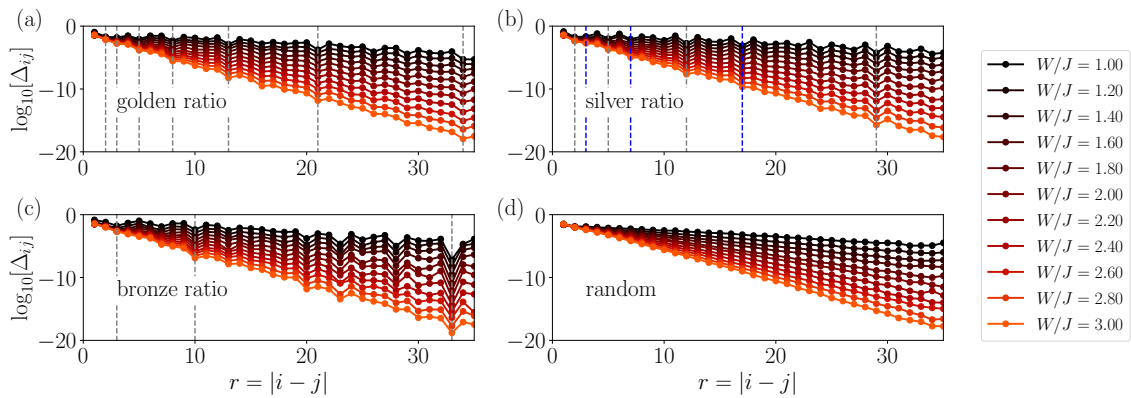 (a)
0
−10
−20
log₁₀[Δᵢⱼ]
golden ratio
0
10
20
30
(b)
0
−10
−20
silver ratio
0
10
20
30
(c)
0
−10
−20
log₁₀[Δᵢⱼ]
bronze ratio
0
10
20
30
r = |i − j|
(d)
0
−10
−20
random
0
10
20
30
r = |i − j|
W/J = 1.00
W/J = 1.20
W/J = 1.40
W/J = 1.60
W/J = 1.80
W/J = 2.00
W/J = 2.20
W/J = 2.40
W/J = 2.60
W/J = 2.80
W/J = 3.00